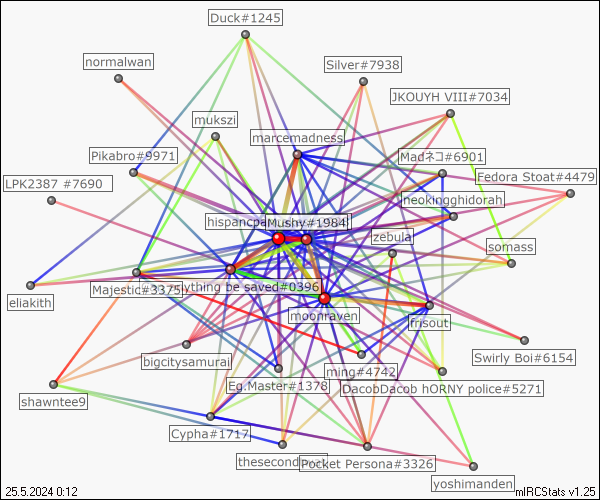 Duck#1245
normalwan
Silver#7938
JKOUYH VIII#7034
mukszi
marcemadness
Pikabro#9971
Madネコ#6901
Fedora Stoat#4479
LPK2387 #7690
neokingghidorah
Mushy#1984
zebula
somass
Majestic#3375
ything be saved#0396
eliakith
moonraven
frisout
bigcitysamurai
ming#4742
Swirly Boi#6154
Eg.Master#1378
DacobDacob hORNY police#5271
shawntee9
Cypha#1717
Pocket Persona#3326
yoshimanden
25.5.2024 0:12
mIRCStats v1.25